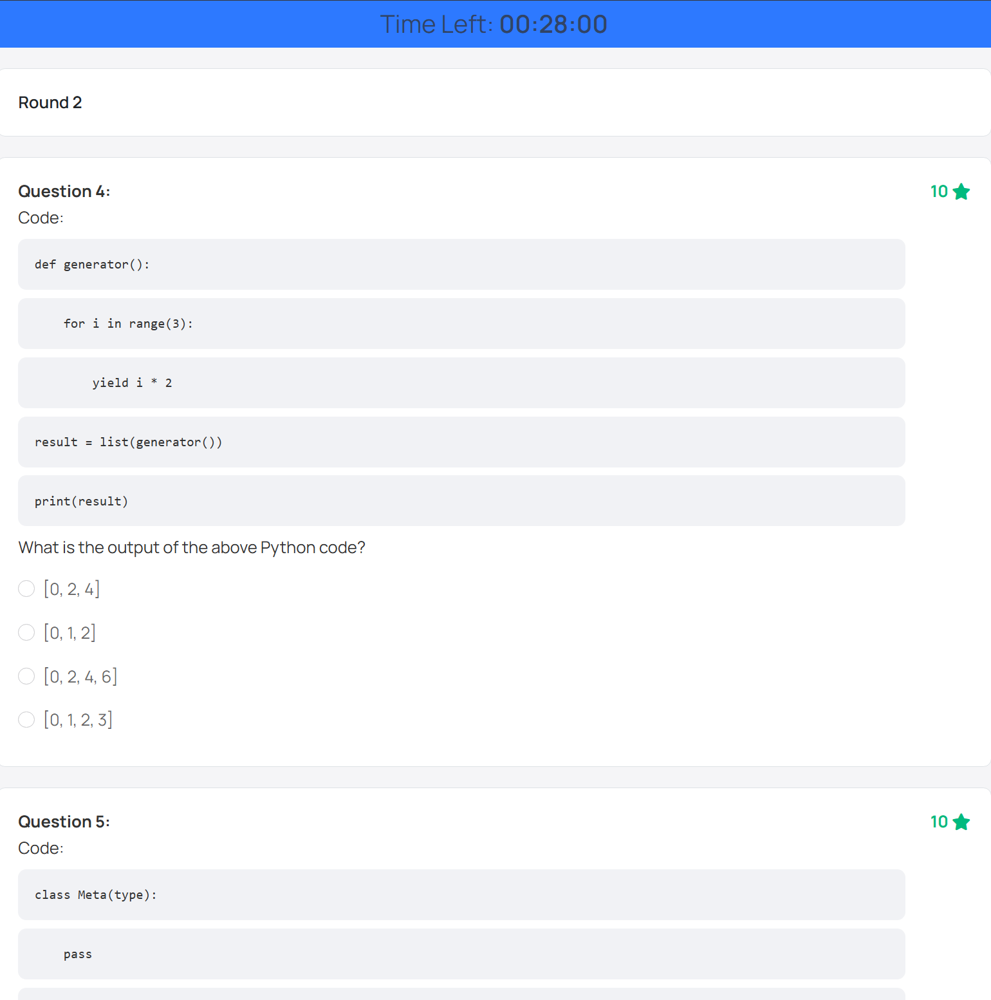 Time Left: 00:28:00
Round 2
Question 4:
10
Code:
def generator():
    for i in range(3):
        yield i * 2
result = list(generator())
print(result)
What is the output of the above Python code?
[0, 2, 4]
[0, 1, 2]
[0, 2, 4, 6]
[0, 1, 2, 3]
Question 5:
10
Code:
class Meta(type):
    pass